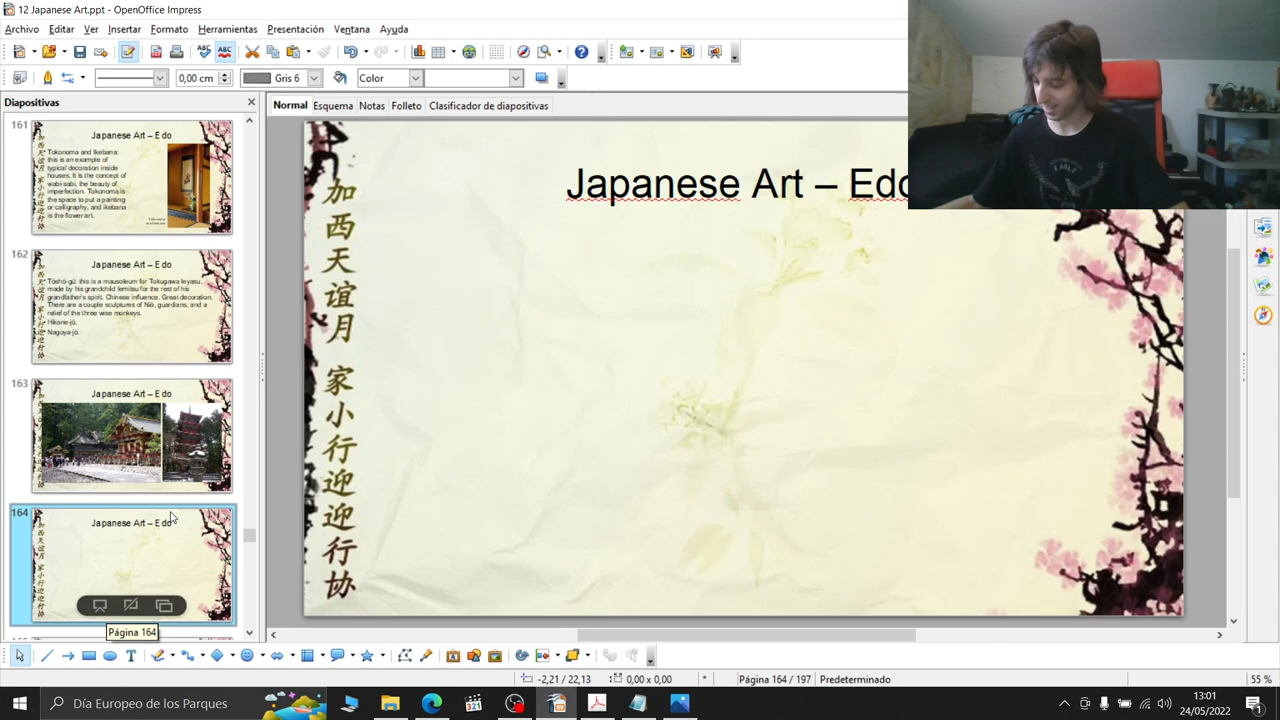 12 Japanese Art.ppt - OpenOffice Impress
Archivo Editar Ver Insertar Formato Herramientas Presentación Ventana Ayuda
0,00 cm Gris 6 Color
Diapositivas
Normal Esquema Notas Folleto Clasificador de diapositivas
161
Japanese Art – Edo
Tokonoma and Ikebana:
this is an example of
typical decoration inside
houses. It is the concept of
wabi-sabi, the beauty of
imperfection. Tokonoma is
the space to put a painting
or calligraphy, and ikebana
is the flower art.
162
Japanese Art – Edo
Tōshō-gū: this is a mausoleum for Tokugawa Ieyasu,
made by his grandchild Iemitsu for the rest of his
grandfather's spirit. Chinese influence. Great decoration.
There are a couple sculptures of Niō, guardians, and a
relief of the three wise monkeys.
Hikone-jō.
Nagoya-jō.
163
Japanese Art – Edo
164
Japanese Art – Edo
Página 164
Japanese Art – Edo
加
西
天
谊
月
家
小
行
迎
迎
行
协
-2,21 / 22,13 0,00 x 0,00 * Página 164 / 197 Predeterminado 55 %
Día Europeo de los Parques
13:01
24/05/2022